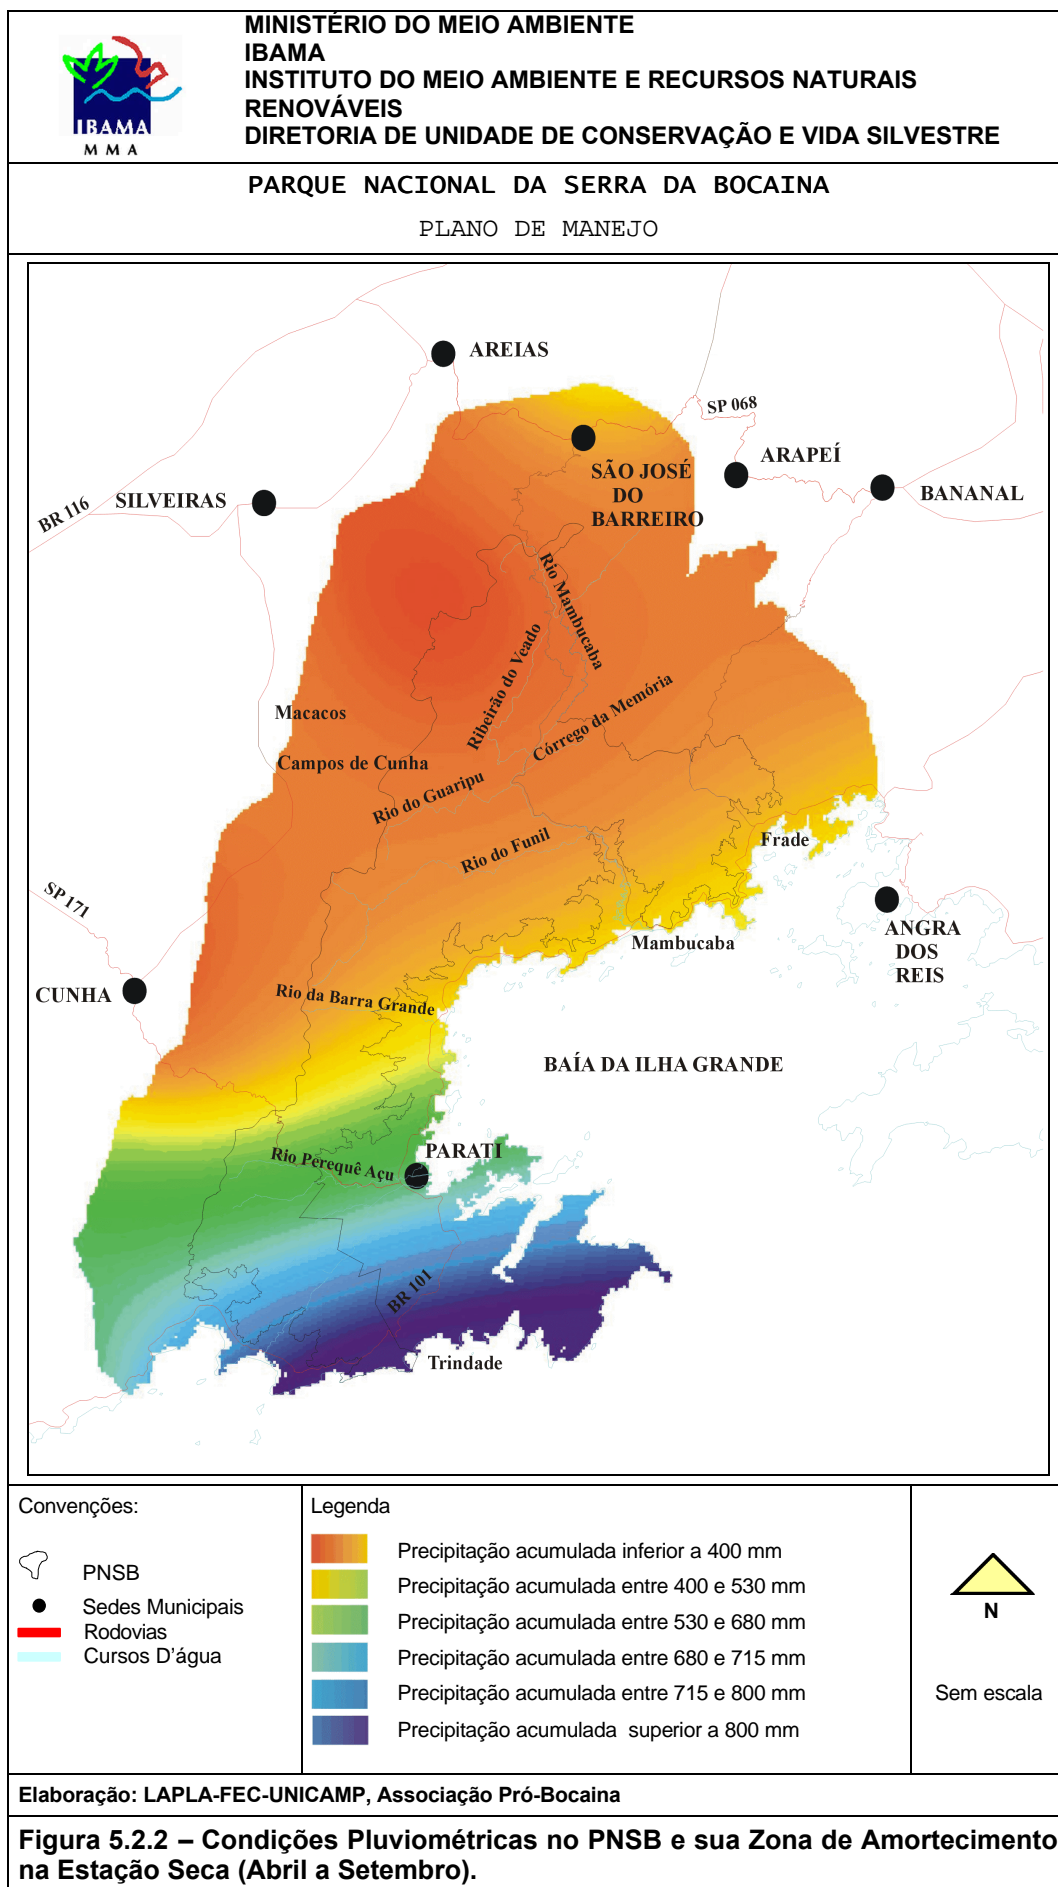 IBAMA
M M A
MINISTÉRIO DO MEIO AMBIENTE
IBAMA
INSTITUTO DO MEIO AMBIENTE E RECURSOS NATURAIS
RENOVÁVEIS
DIRETORIA DE UNIDADE DE CONSERVAÇÃO E VIDA SILVESTRE
PARQUE NACIONAL DA SERRA DA BOCAINA
PLANO DE MANEJO
AREIAS
SP 068
SÃO JOSÉ
DO
BARREIRO
ARAPEÍ
BANANAL
SILVEIRAS
BR 116
Rio Mambucaba
Ribeirão do Veado
Córrego da Memória
Macacos
Campos de Cunha
Rio do Guaripu
Rio do Funil
Frade
SP 171
Mambucaba
ANGRA
DOS
REIS
CUNHA
Rio da Barra Grande
BAÍA DA ILHA GRANDE
PARATI
Rio Perequê Açu
BR 101
Trindade
Convenções:
PNSB
Sedes Municipais
Rodovias
Cursos D'água
Legenda
Precipitação acumulada inferior a 400 mm
Precipitação acumulada entre 400 e 530 mm
Precipitação acumulada entre 530 e 680 mm
Precipitação acumulada entre 680 e 715 mm
Precipitação acumulada entre 715 e 800 mm
Precipitação acumulada superior a 800 mm
N
Sem escala
Elaboração: LAPLA-FEC-UNICAMP, Associação Pró-Bocaina
Figura 5.2.2 – Condições Pluviométricas no PNSB e sua Zona de Amortecimento
na Estação Seca (Abril a Setembro).